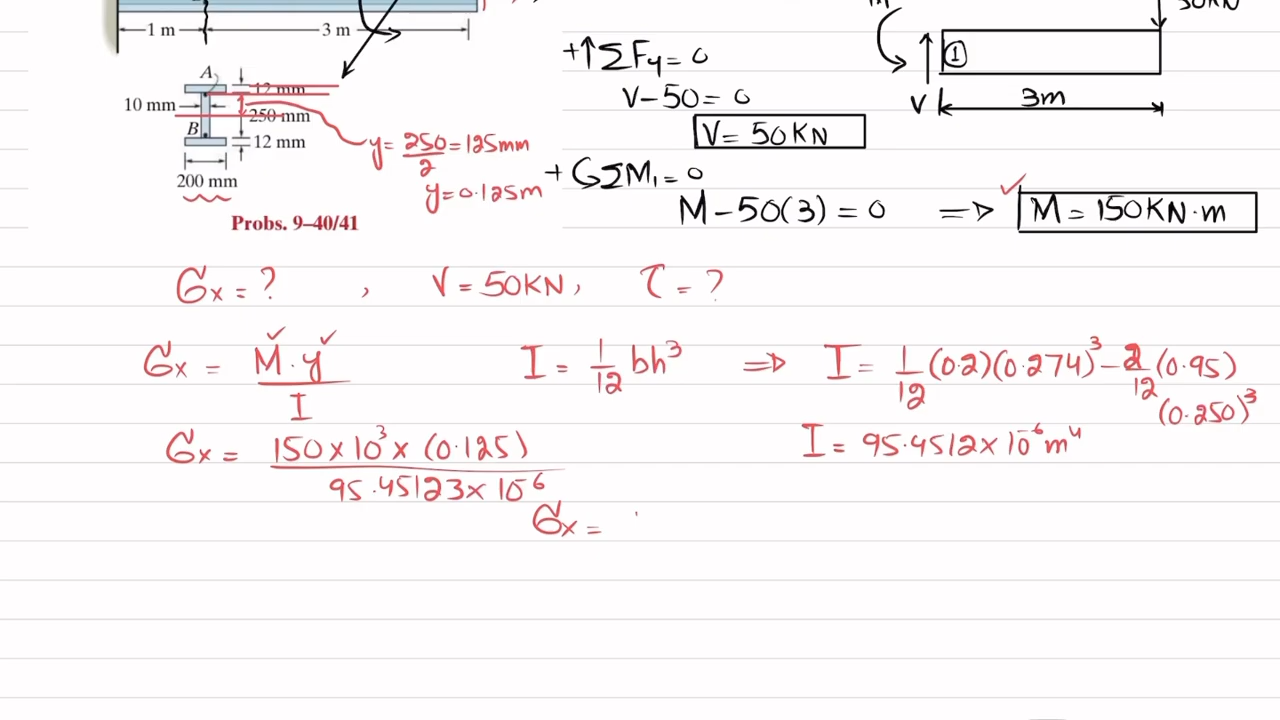 1 m
3 m
50KN
+↑ΣFy = 0
①
A
12 mm
10 mm
250 mm
V-50 = 0
V
3m
B
12 mm
y = 250/2 = 125mm
V = 50KN
200 mm
y = 0.125m
+ ↺ΣM₁ = 0
M - 50(3) = 0 => M = 150KN·m
Probs. 9–40/41
σx = ? , V = 50KN, τ = ?
σx = M·y/I
I = 1/12 bh³ => I = 1/12 (0.2)(0.274)³ - 2/12 (0.95)
(0.250)³
σx = 150×10³×(0.125)/95.45123×10⁶
I = 95.4512×10⁻⁶m⁴
σx =